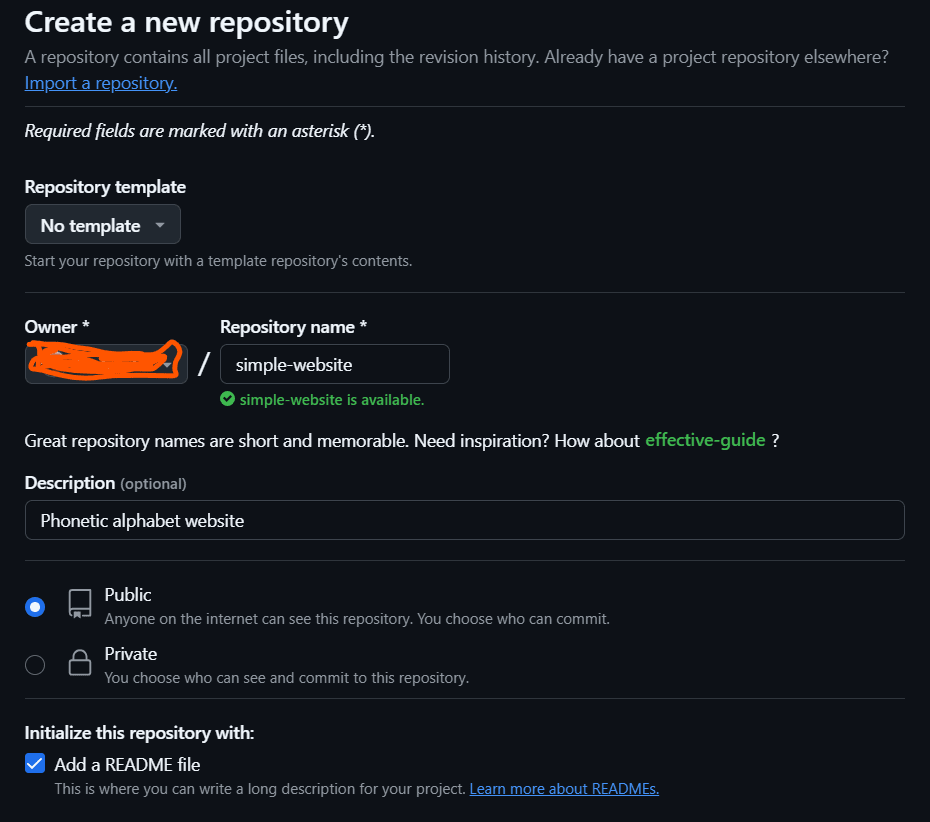 Create a new repository
A repository contains all project files, including the revision history. Already have a project repository elsewhere?
Import a repository.
Required fields are marked with an asterisk (*).
Repository template
No template
Start your repository with a template repository's contents.
Owner *
Repository name *
/
simple-website
simple-website is available.
Great repository names are short and memorable. Need inspiration? How about effective-guide ?
Description (optional)
Phonetic alphabet website
Public
Anyone on the internet can see this repository. You choose who can commit.
Private
You choose who can see and commit to this repository.
Initialize this repository with:
Add a README file
This is where you can write a long description for your project. Learn more about READMEs.